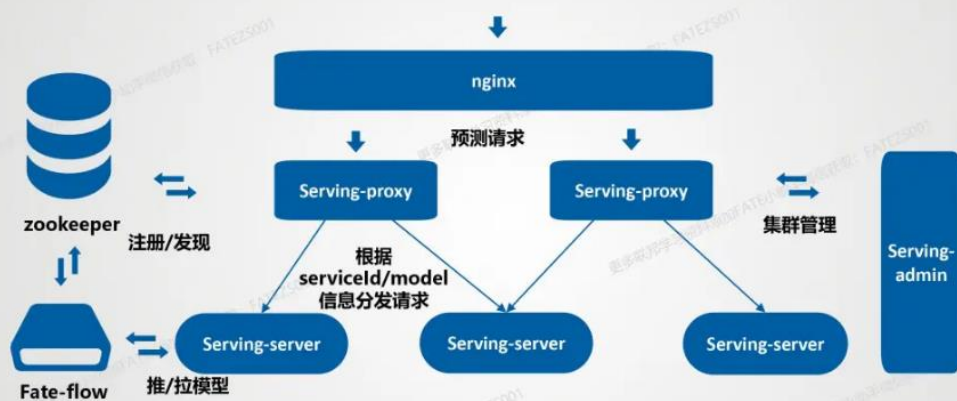 nginx
预测请求
Serving-proxy
Serving-proxy
zookeeper
注册/发现
集群管理
Serving-
admin
根据
serviceId/model
信息分发请求
Serving-server
Serving-server
Serving-server
Fate-flow
推/拉模型
FATEZS001
FATEZS001